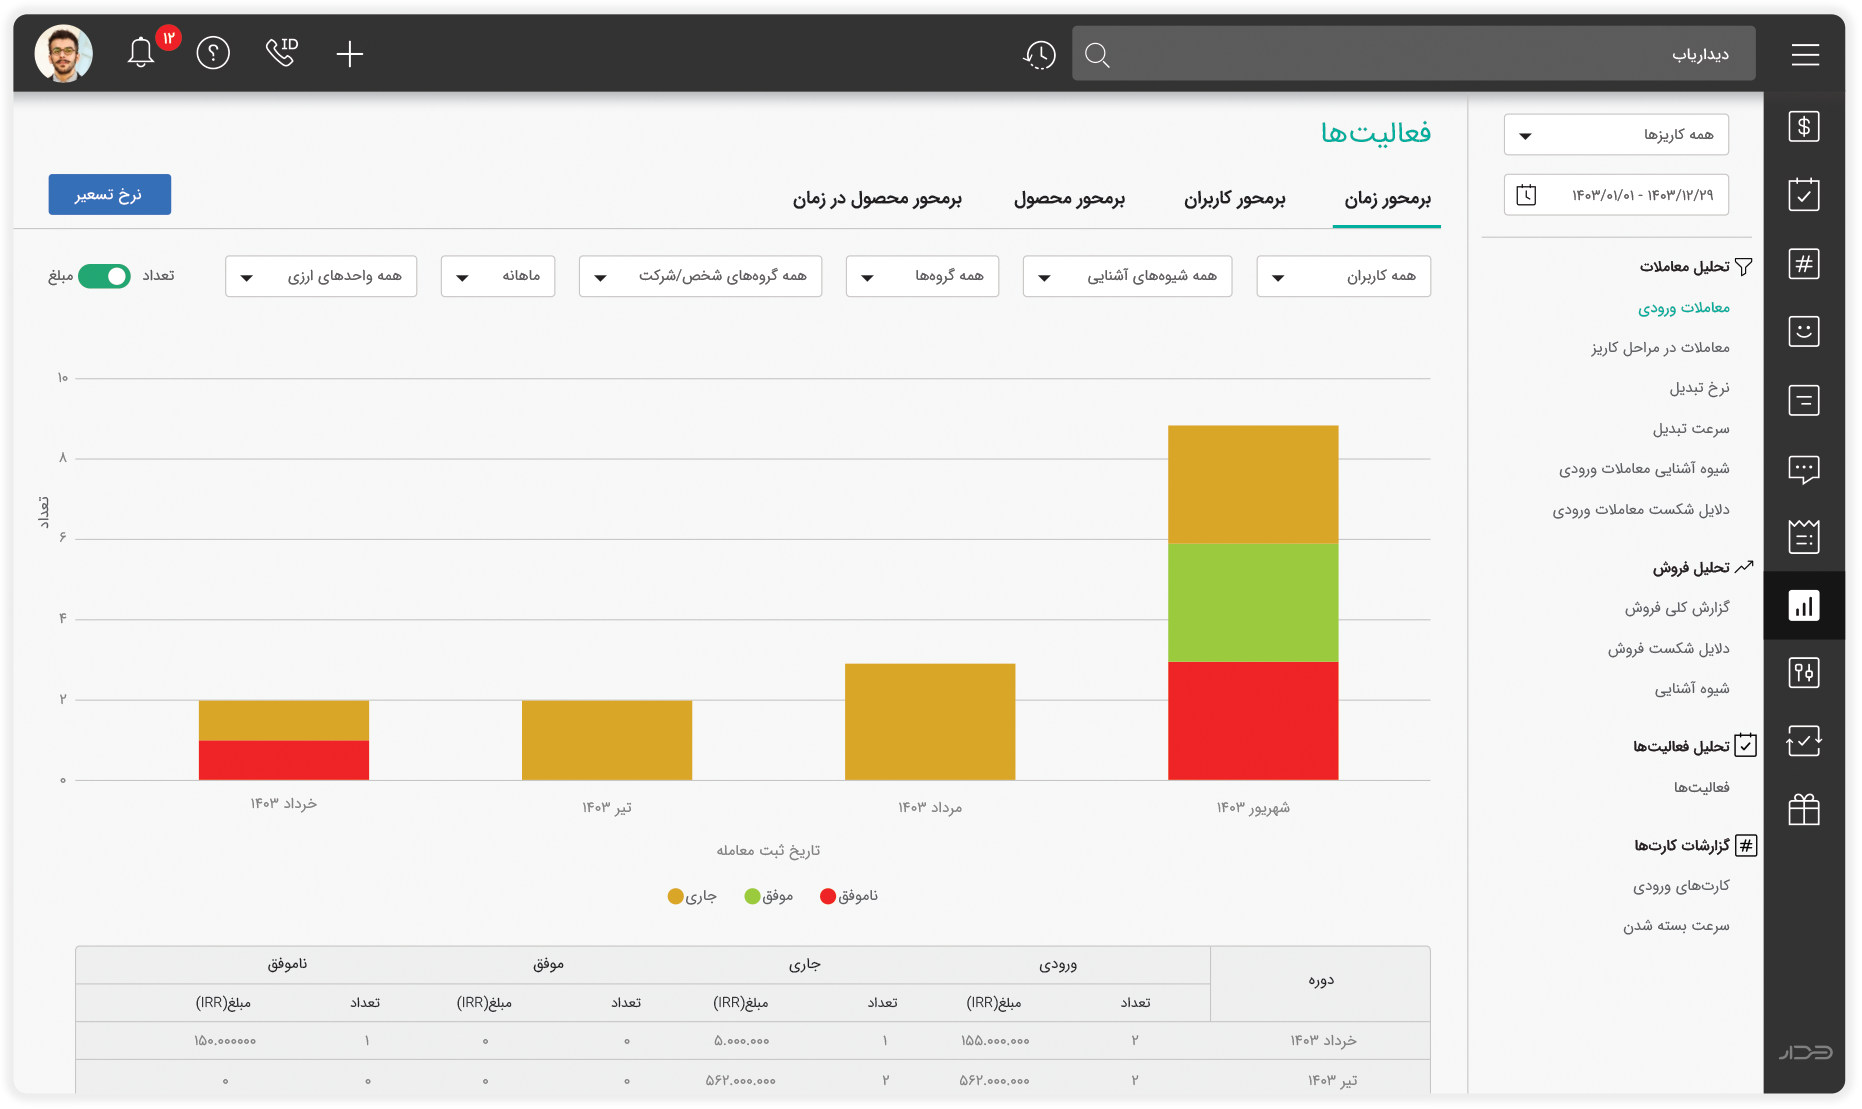 دیداریاب
ID
۱۲
همه کاریزها
۱۴۰۳/۰۱/۰۱ - ۱۴۰۳/۱۲/۲۹
تحلیل معاملات
معاملات ورودی
معاملات در مراحل کاریز
نرخ تبدیل
سرعت تبدیل
شیوه آشنایی معاملات ورودی
دلایل شکست معاملات ورودی
تحلیل فروش
گزارش کلی فروش
دلایل شکست فروش
شیوه آشنایی
تحلیل فعالیت‌ها
فعالیت‌ها
گزارشات کارت‌ها
کارت‌های ورودی
سرعت بسته شدن
دیدار
فعالیت‌ها
برمحور زمان برمحور کاربران برمحور محصول برمحور محصول در زمان
نرخ تسعیر
همه کاربران همه شیوه‌های آشنایی همه گروه‌ها همه گروه‌های شخص/شرکت ماهانه همه واحدهای ارزی تعداد مبلغ
۱۰
۸
تعداد
۶
۴
۲
۰
شهریور ۱۴۰۳ مرداد ۱۴۰۳ تیر ۱۴۰۳ خرداد ۱۴۰۳
تاریخ ثبت معامله
ناموفق موفق جاری
دوره ورودی جاری موفق ناموفق
تعداد مبلغ(IRR) تعداد مبلغ(IRR) تعداد مبلغ(IRR) تعداد مبلغ(IRR)
خرداد ۱۴۰۳ ۲ ۱۵۵.۰۰۰.۰۰۰ ۱ ۵.۰۰۰.۰۰۰ ۰ ۰ ۱ ۱۵۰.۰۰۰۰۰۰
تیر ۱۴۰۳ ۲ ۵۶۲.۰۰۰.۰۰۰ ۲ ۵۶۲.۰۰۰.۰۰۰ ۰ ۰ ۰ ۰